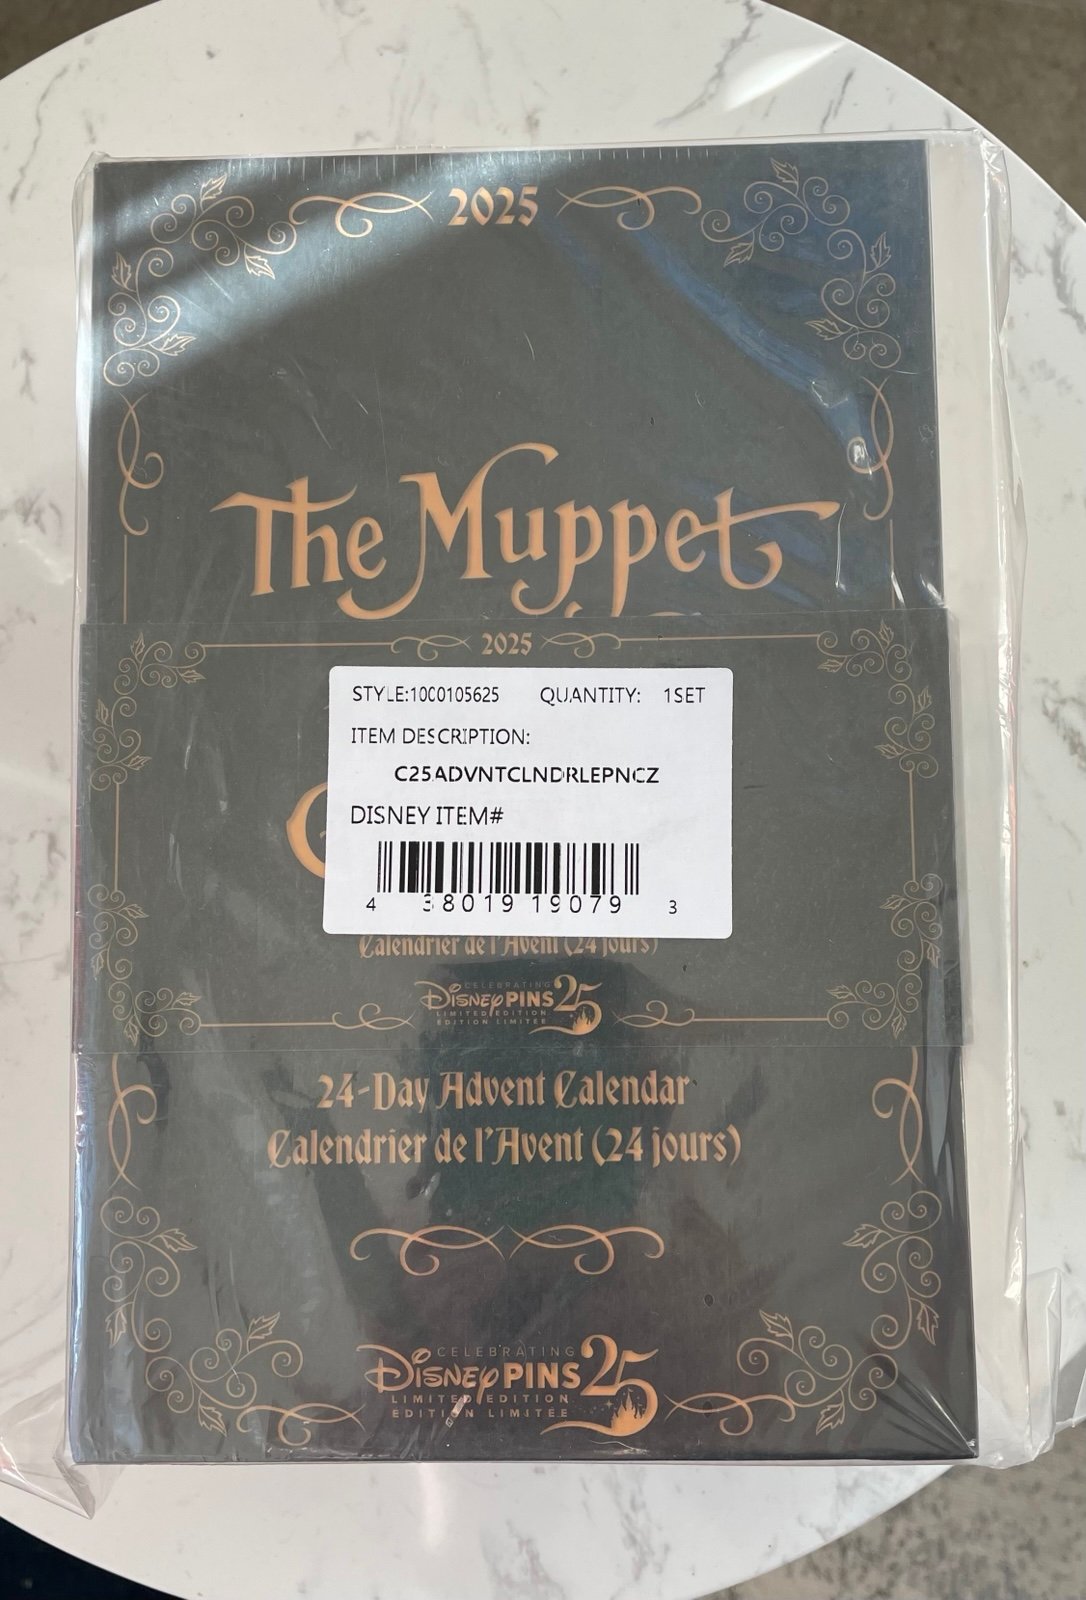 2025
The Muppet
2025
STYLE:1000105625 QUANTITY: 1SET
ITEM DESCRIPTION:
C25ADVNTCLNDRLEPNCZ
DISNEY ITEM#
4 38019 19079 3
Calendrier de l'Avent (24 jours)
CELEBRATING
Disney PINS 25
LIMITED EDITION
EDITION LIMITÉE
24-Day Advent Calendar
Calendrier de l'Avent (24 jours)
CELEBRATING
Disney PINS 25
LIMITED EDITION
EDITION LIMITÉE